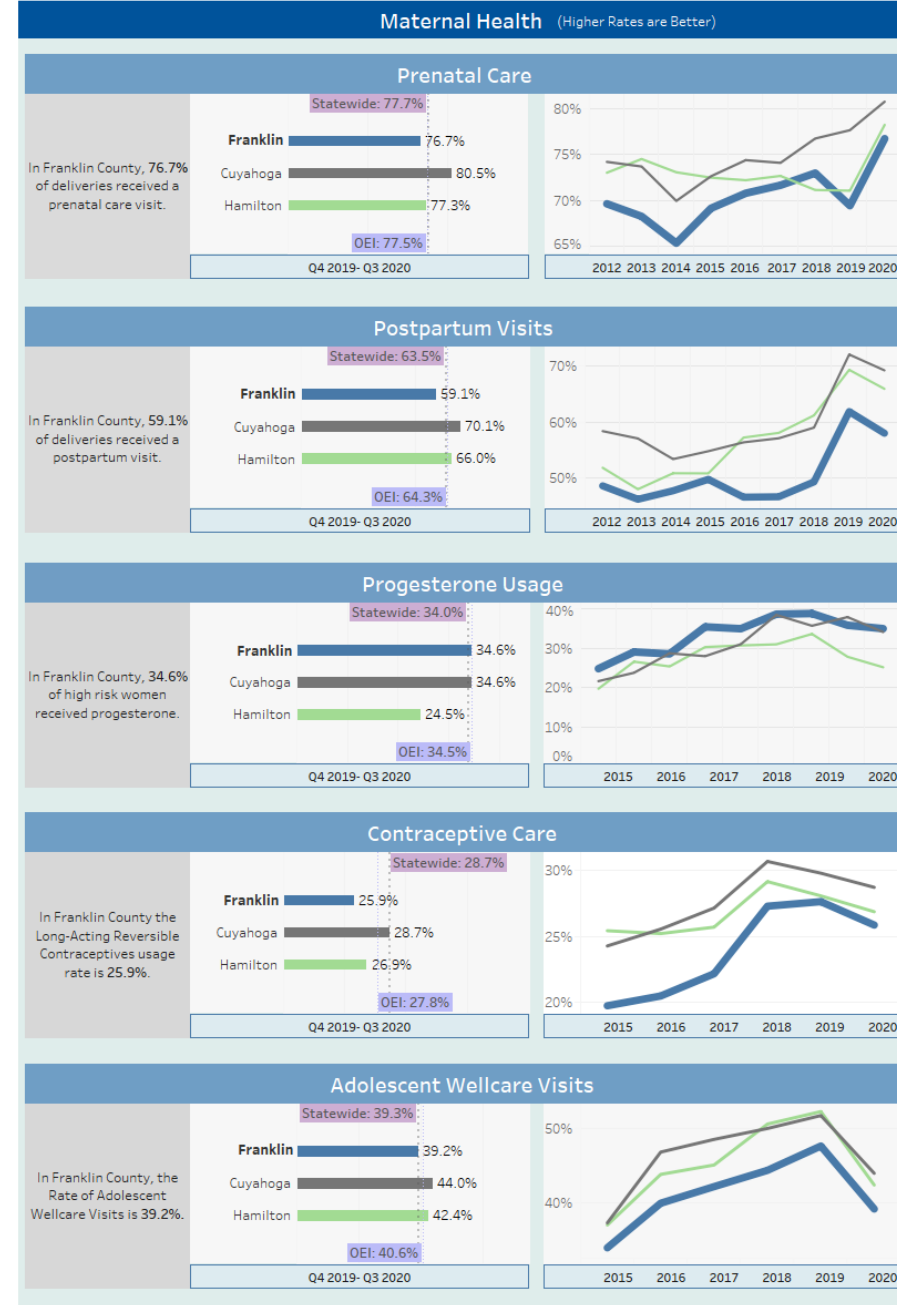 Maternal Health (Higher Rates are Better)
Prenatal Care
In Franklin County, 76.7%
of deliveries received a
prenatal care visit.
Statewide: 77.7%
Franklin 76.7%
Cuyahoga 80.5%
Hamilton 77.3%
OEI: 77.5%
Q4 2019- Q3 2020
80%
75%
70%
65%
2012 2013 2014 2015 2016 2017 2018 2019 2020
Postpartum Visits
In Franklin County, 59.1%
of deliveries received a
postpartum visit.
Statewide: 63.5%
Franklin 59.1%
Cuyahoga 70.1%
Hamilton 66.0%
OEI: 64.3%
Q4 2019- Q3 2020
70%
60%
50%
2012 2013 2014 2015 2016 2017 2018 2019 2020
Progesterone Usage
In Franklin County, 34.6%
of high risk women
received progesterone.
Statewide: 34.0%
Franklin 34.6%
Cuyahoga 34.6%
Hamilton 24.5%
OEI: 34.5%
Q4 2019- Q3 2020
40%
30%
20%
10%
0%
2015 2016 2017 2018 2019 2020
Contraceptive Care
In Franklin County the
Long-Acting Reversible
Contraceptives usage
rate is 25.9%.
Statewide: 28.7%
Franklin 25.9%
Cuyahoga 28.7%
Hamilton 26.9%
OEI: 27.8%
Q4 2019- Q3 2020
30%
25%
20%
2015 2016 2017 2018 2019 2020
Adolescent Wellcare Visits
In Franklin County, the
Rate of Adolescent
Wellcare Visits is 39.2%.
Statewide: 39.3%
Franklin 39.2%
Cuyahoga 44.0%
Hamilton 42.4%
OEI: 40.6%
Q4 2019- Q3 2020
50%
40%
2015 2016 2017 2018 2019 2020